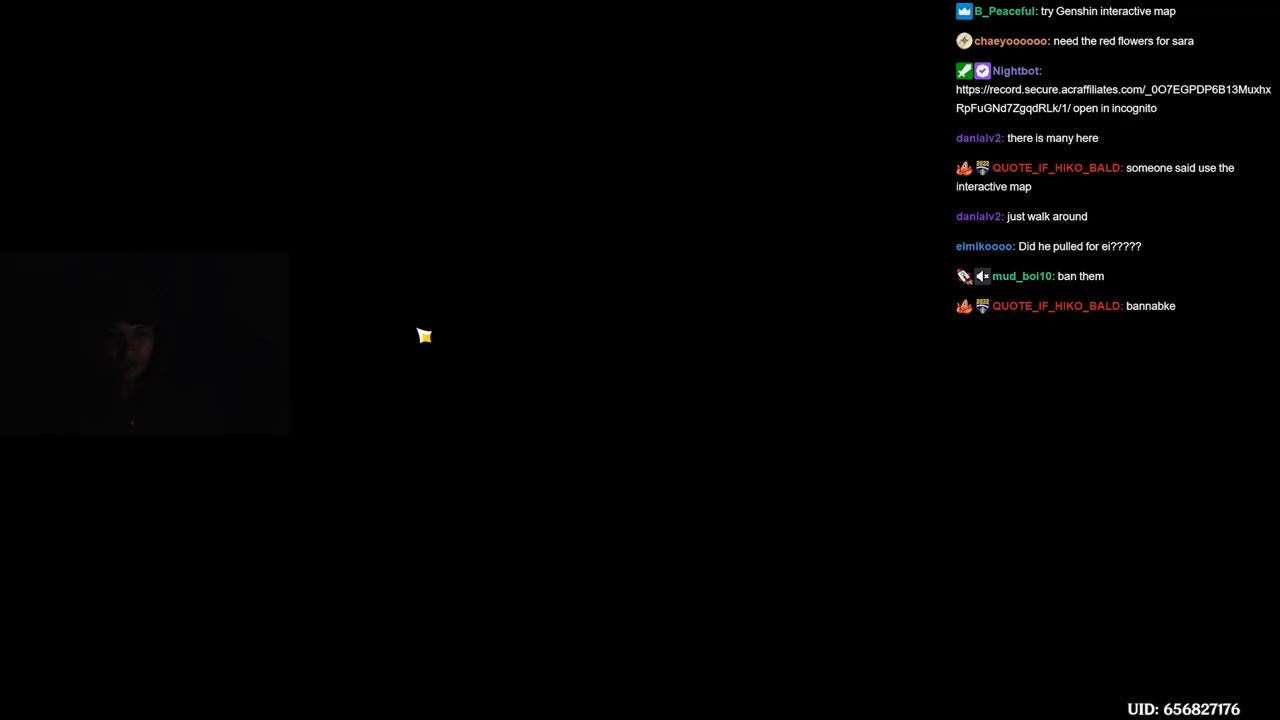 B_Peaceful: try Genshin interactive map
chaeyoooooo: need the red flowers for sara
Nightbot:
https://record.secure.acraffiliates.com/_0O7EGPDP6B13Muxhx
RpFuGNd7ZgqdRLk/1/ open in incognito
danialv2: there is many here
QUOTE_IF_HIKO_BALD: someone said use the
interactive map
danialv2: just walk around
eimikoooo: Did he pulled for ei?????
mud_boi10: ban them
QUOTE_IF_HIKO_BALD: bannabke
UID: 656827176